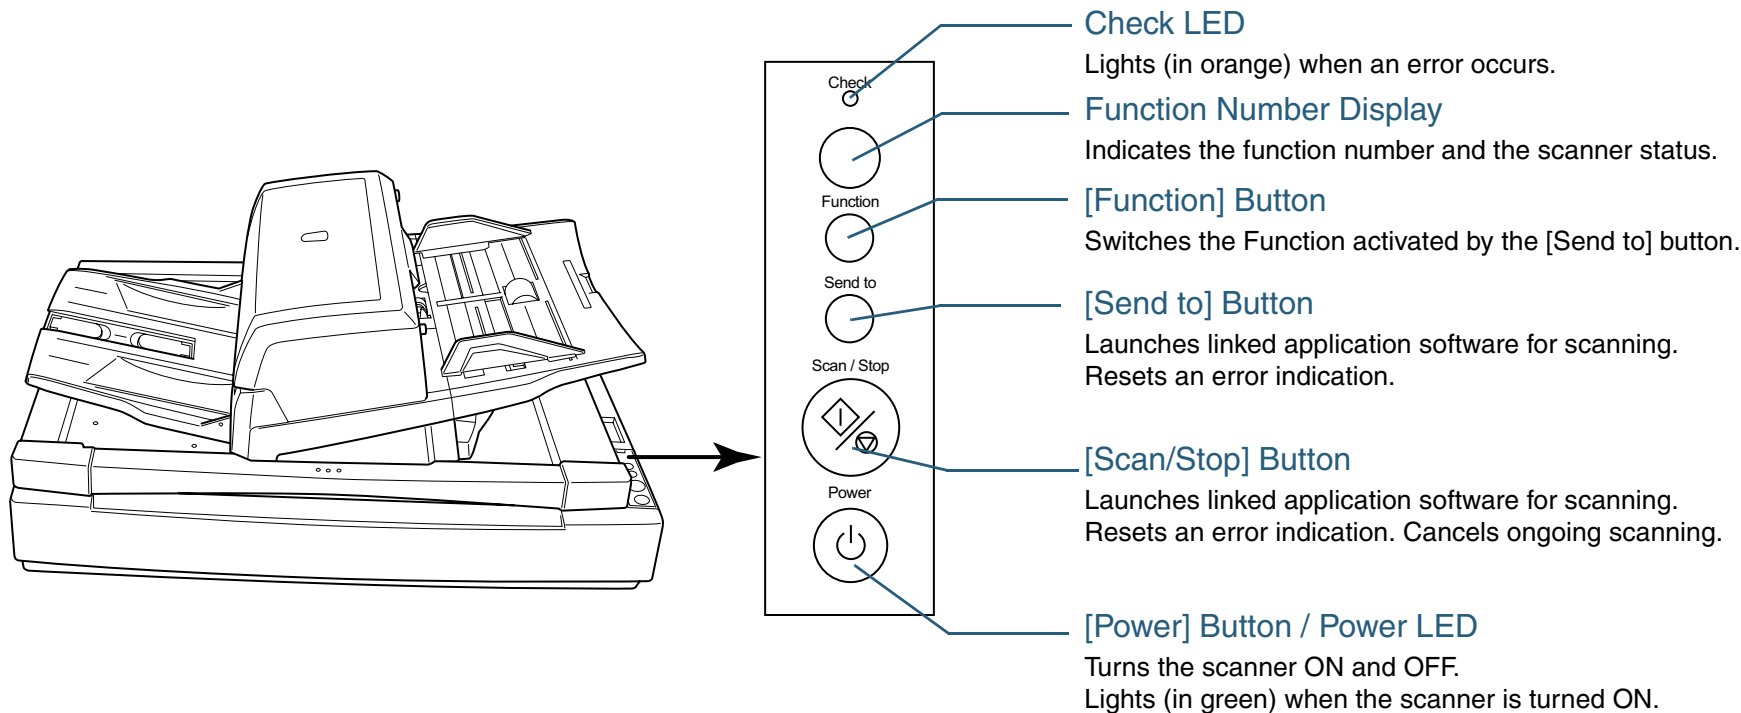 Check LED
Lights (in orange) when an error occurs.
Check
Function Number Display
Indicates the function number and the scanner status.
Function
[Function] Button
Switches the Function activated by the [Send to] button.
Send to
[Send to] Button
Launches linked application software for scanning.
Resets an error indication.
Scan / Stop
[Scan/Stop] Button
Launches linked application software for scanning.
Resets an error indication. Cancels ongoing scanning.
Power
[Power] Button / Power LED
Turns the scanner ON and OFF.
Lights (in green) when the scanner is turned ON.